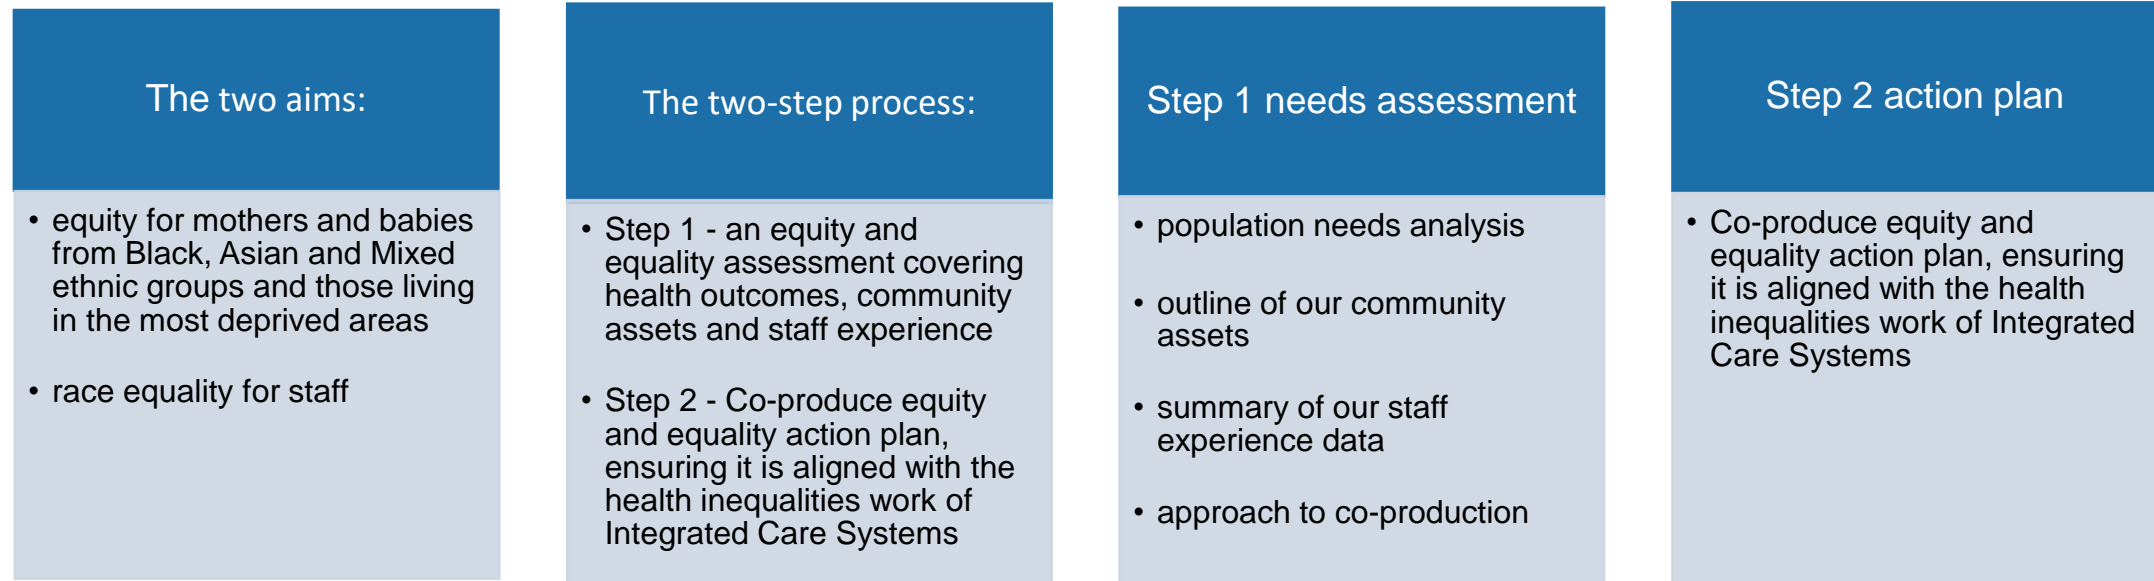 The two aims:
• equity for mothers and babies
from Black, Asian and Mixed
ethnic groups and those living
in the most deprived areas
• race equality for staff
The two-step process:
• Step 1 - an equity and
equality assessment covering
health outcomes, community
assets and staff experience
• Step 2 - Co-produce equity
and equality action plan,
ensuring it is aligned with the
health inequalities work of
Integrated Care Systems
Step 1 needs assessment
• population needs analysis
• outline of our community
assets
• summary of our staff
experience data
• approach to co-production
Step 2 action plan
• Co-produce equity and
equality action plan, ensuring
it is aligned with the health
inequalities work of Integrated
Care Systems